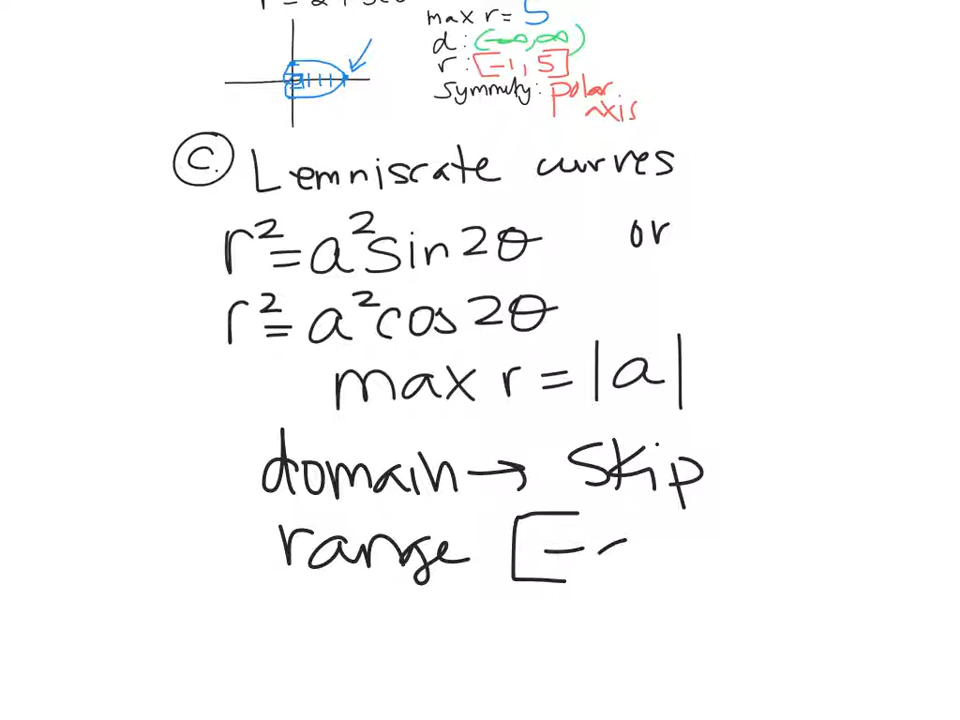 max r = 5
d: (-∞, ∞)
r: [-1, 5]
symmtry: polar axis
C. Lemniscate curves
r² = a² sin 2θ or
r² = a² cos 2θ
max r = |a|
domain → skip
range [-